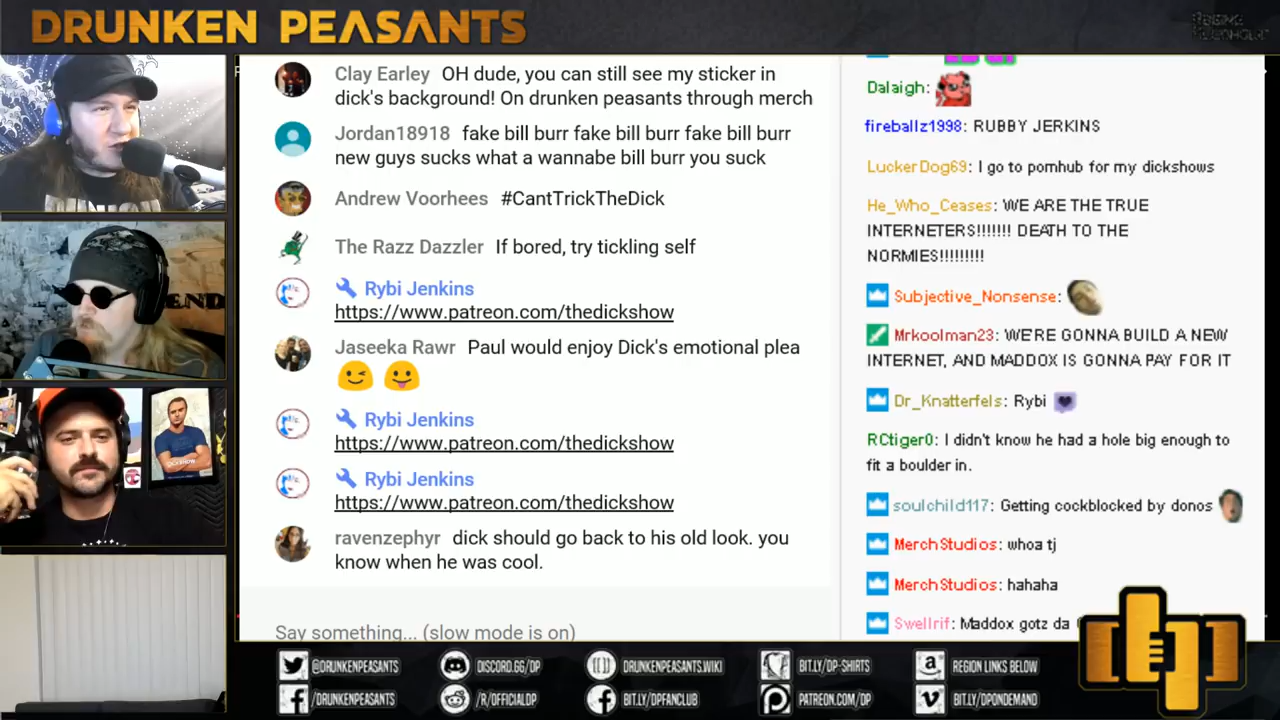 DRUNKEN PEASANTS
Clay Earley OH dude, you can still see my sticker in
dick's background! On drunken peasants through merch
Jordan18918 fake bill burr fake bill burr fake bill burr
new guys sucks what a wannabe bill burr you suck
Andrew Voorhees #CantTrickTheDick
The Razz Dazzler If bored, try tickling self
Rybi Jenkins
https://www.patreon.com/thedickshow
Jaseeka Rawr Paul would enjoy Dick's emotional plea
Rybi Jenkins
https://www.patreon.com/thedickshow
Rybi Jenkins
https://www.patreon.com/thedickshow
ravenzephyr dick should go back to his old look. you
know when he was cool.
Say something... (slow mode is on)
Dalaigh:
fireballz1998: RUBBY JERKINS
LuckerDog69: I go to pornhub for my dickshows
He_Who_Ceases: WE ARE THE TRUE
INTERNETERS!!!!!!! DEATH TO THE
NORMIES!!!!!!!!!
Subjective_Nonsense:
Mrkoolman23: WE'RE GONNA BUILD A NEW
INTERNET, AND MADDOX IS GONNA PAY FOR IT
Dr_Knatterfels: Rybi
RCtiger0: I didn't know he had a hole big enough to
fit a boulder in.
soulchild117: Getting cockblocked by donos
MerchStudios: whoa tj
MerchStudios: hahaha
Swellrif: Maddox gotz da
@DRUNKENPEASANTS
DISCORD.GG/DP
DRUNKENPEASANTS.WIKI
BIT.LY/DP-SHIRTS
REGION LINKS BELOW
/DRUNKENPEASANTS
/R/OFFICIALDP
BIT.LY/DPFANCLUB
PATREON.COM/DP
BIT.LY/DPONDEMAND